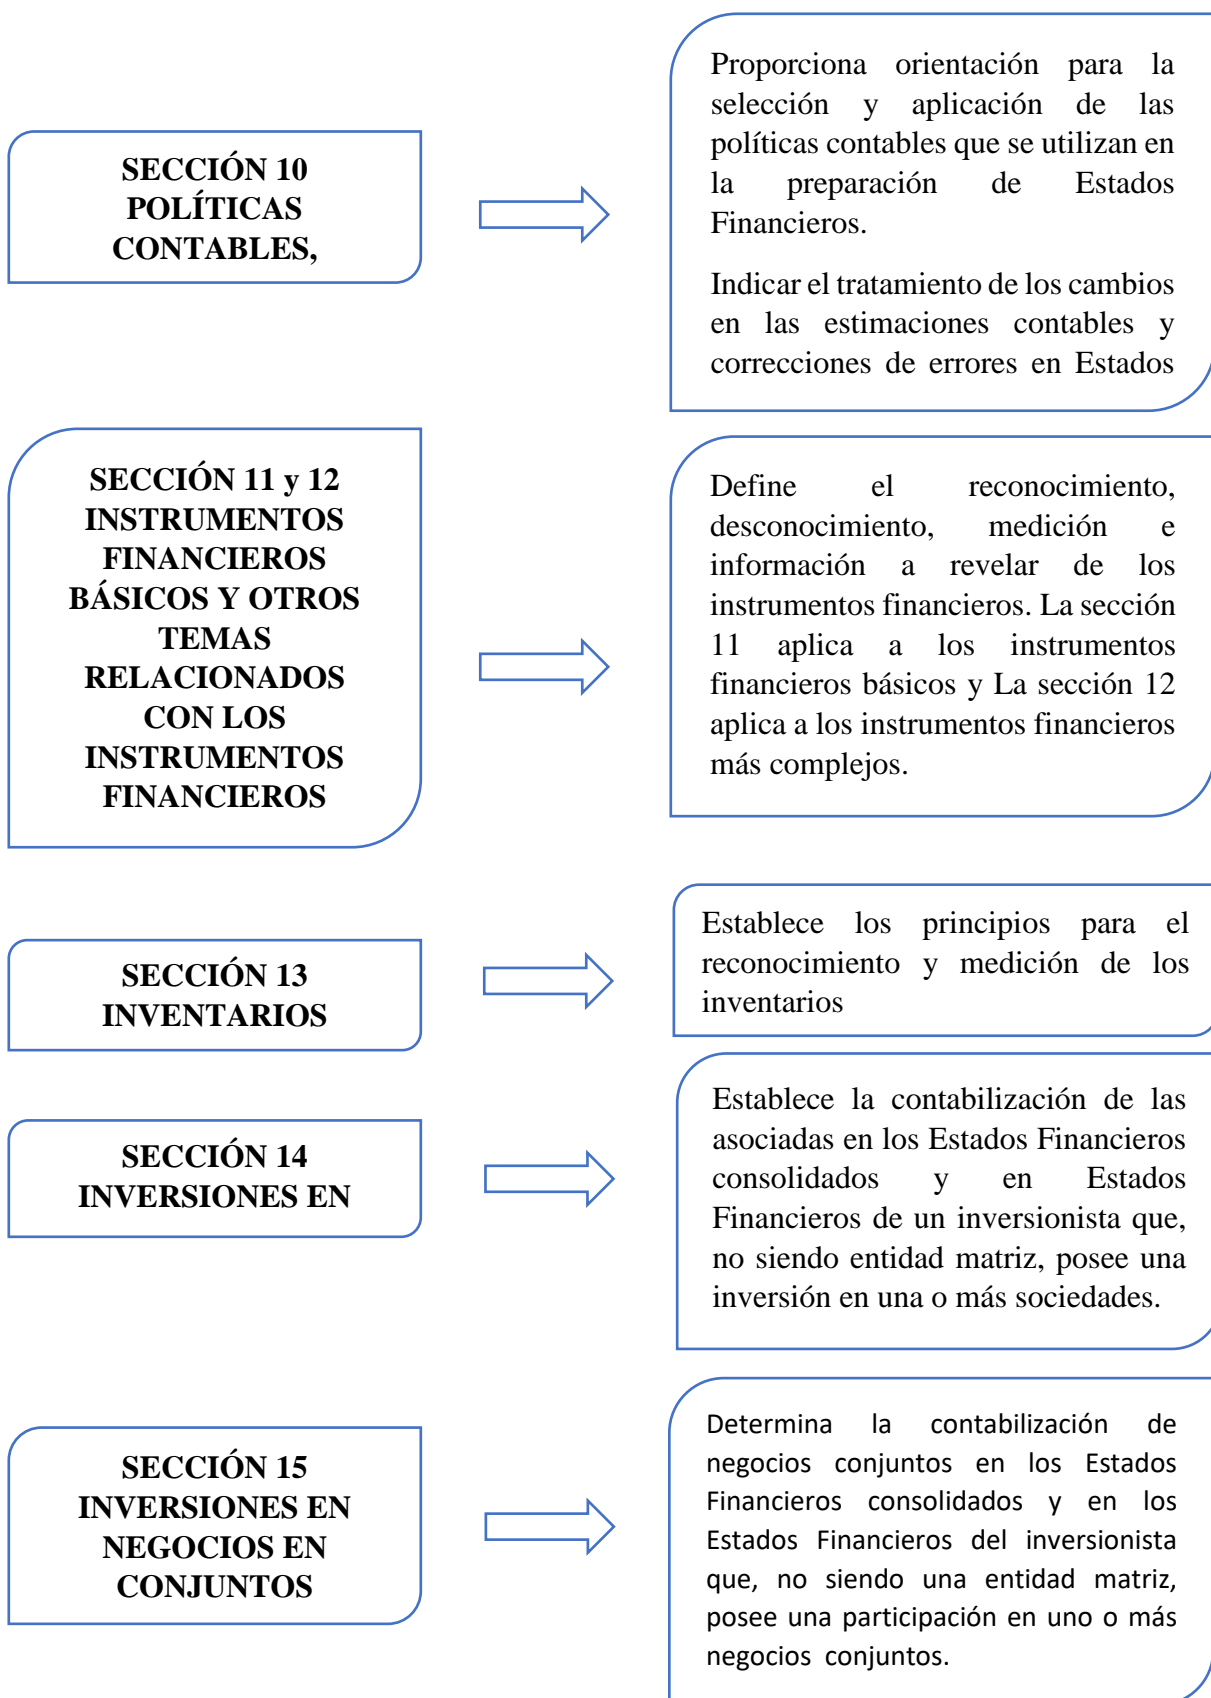 SECCIÓN 10
POLÍTICAS
CONTABLES,
Proporciona orientación para la
selección y aplicación de las
políticas contables que se utilizan en
la preparación de Estados
Financieros.
Indicar el tratamiento de los cambios
en las estimaciones contables y
correcciones de errores en Estados
SECCIÓN 11 y 12
INSTRUMENTOS
FINANCIEROS
BÁSICOS Y OTROS
TEMAS
RELACIONADOS
CON LOS
INSTRUMENTOS
FINANCIEROS
Define el reconocimiento,
desconocimiento, medición e
información a revelar de los
instrumentos financieros. La sección
11 aplica a los instrumentos
financieros básicos y La sección 12
aplica a los instrumentos financieros
más complejos.
SECCIÓN 13
INVENTARIOS
Establece los principios para el
reconocimiento y medición de los
inventarios
SECCIÓN 14
INVERSIONES EN
Establece la contabilización de las
asociadas en los Estados Financieros
consolidados y en Estados
Financieros de un inversionista que,
no siendo entidad matriz, posee una
inversión en una o más sociedades.
SECCIÓN 15
INVERSIONES EN
NEGOCIOS EN
CONJUNTOS
Determina la contabilización de
negocios conjuntos en los Estados
Financieros consolidados y en los
Estados Financieros del inversionista
que, no siendo una entidad matriz,
posee una participación en uno o más
negocios conjuntos.